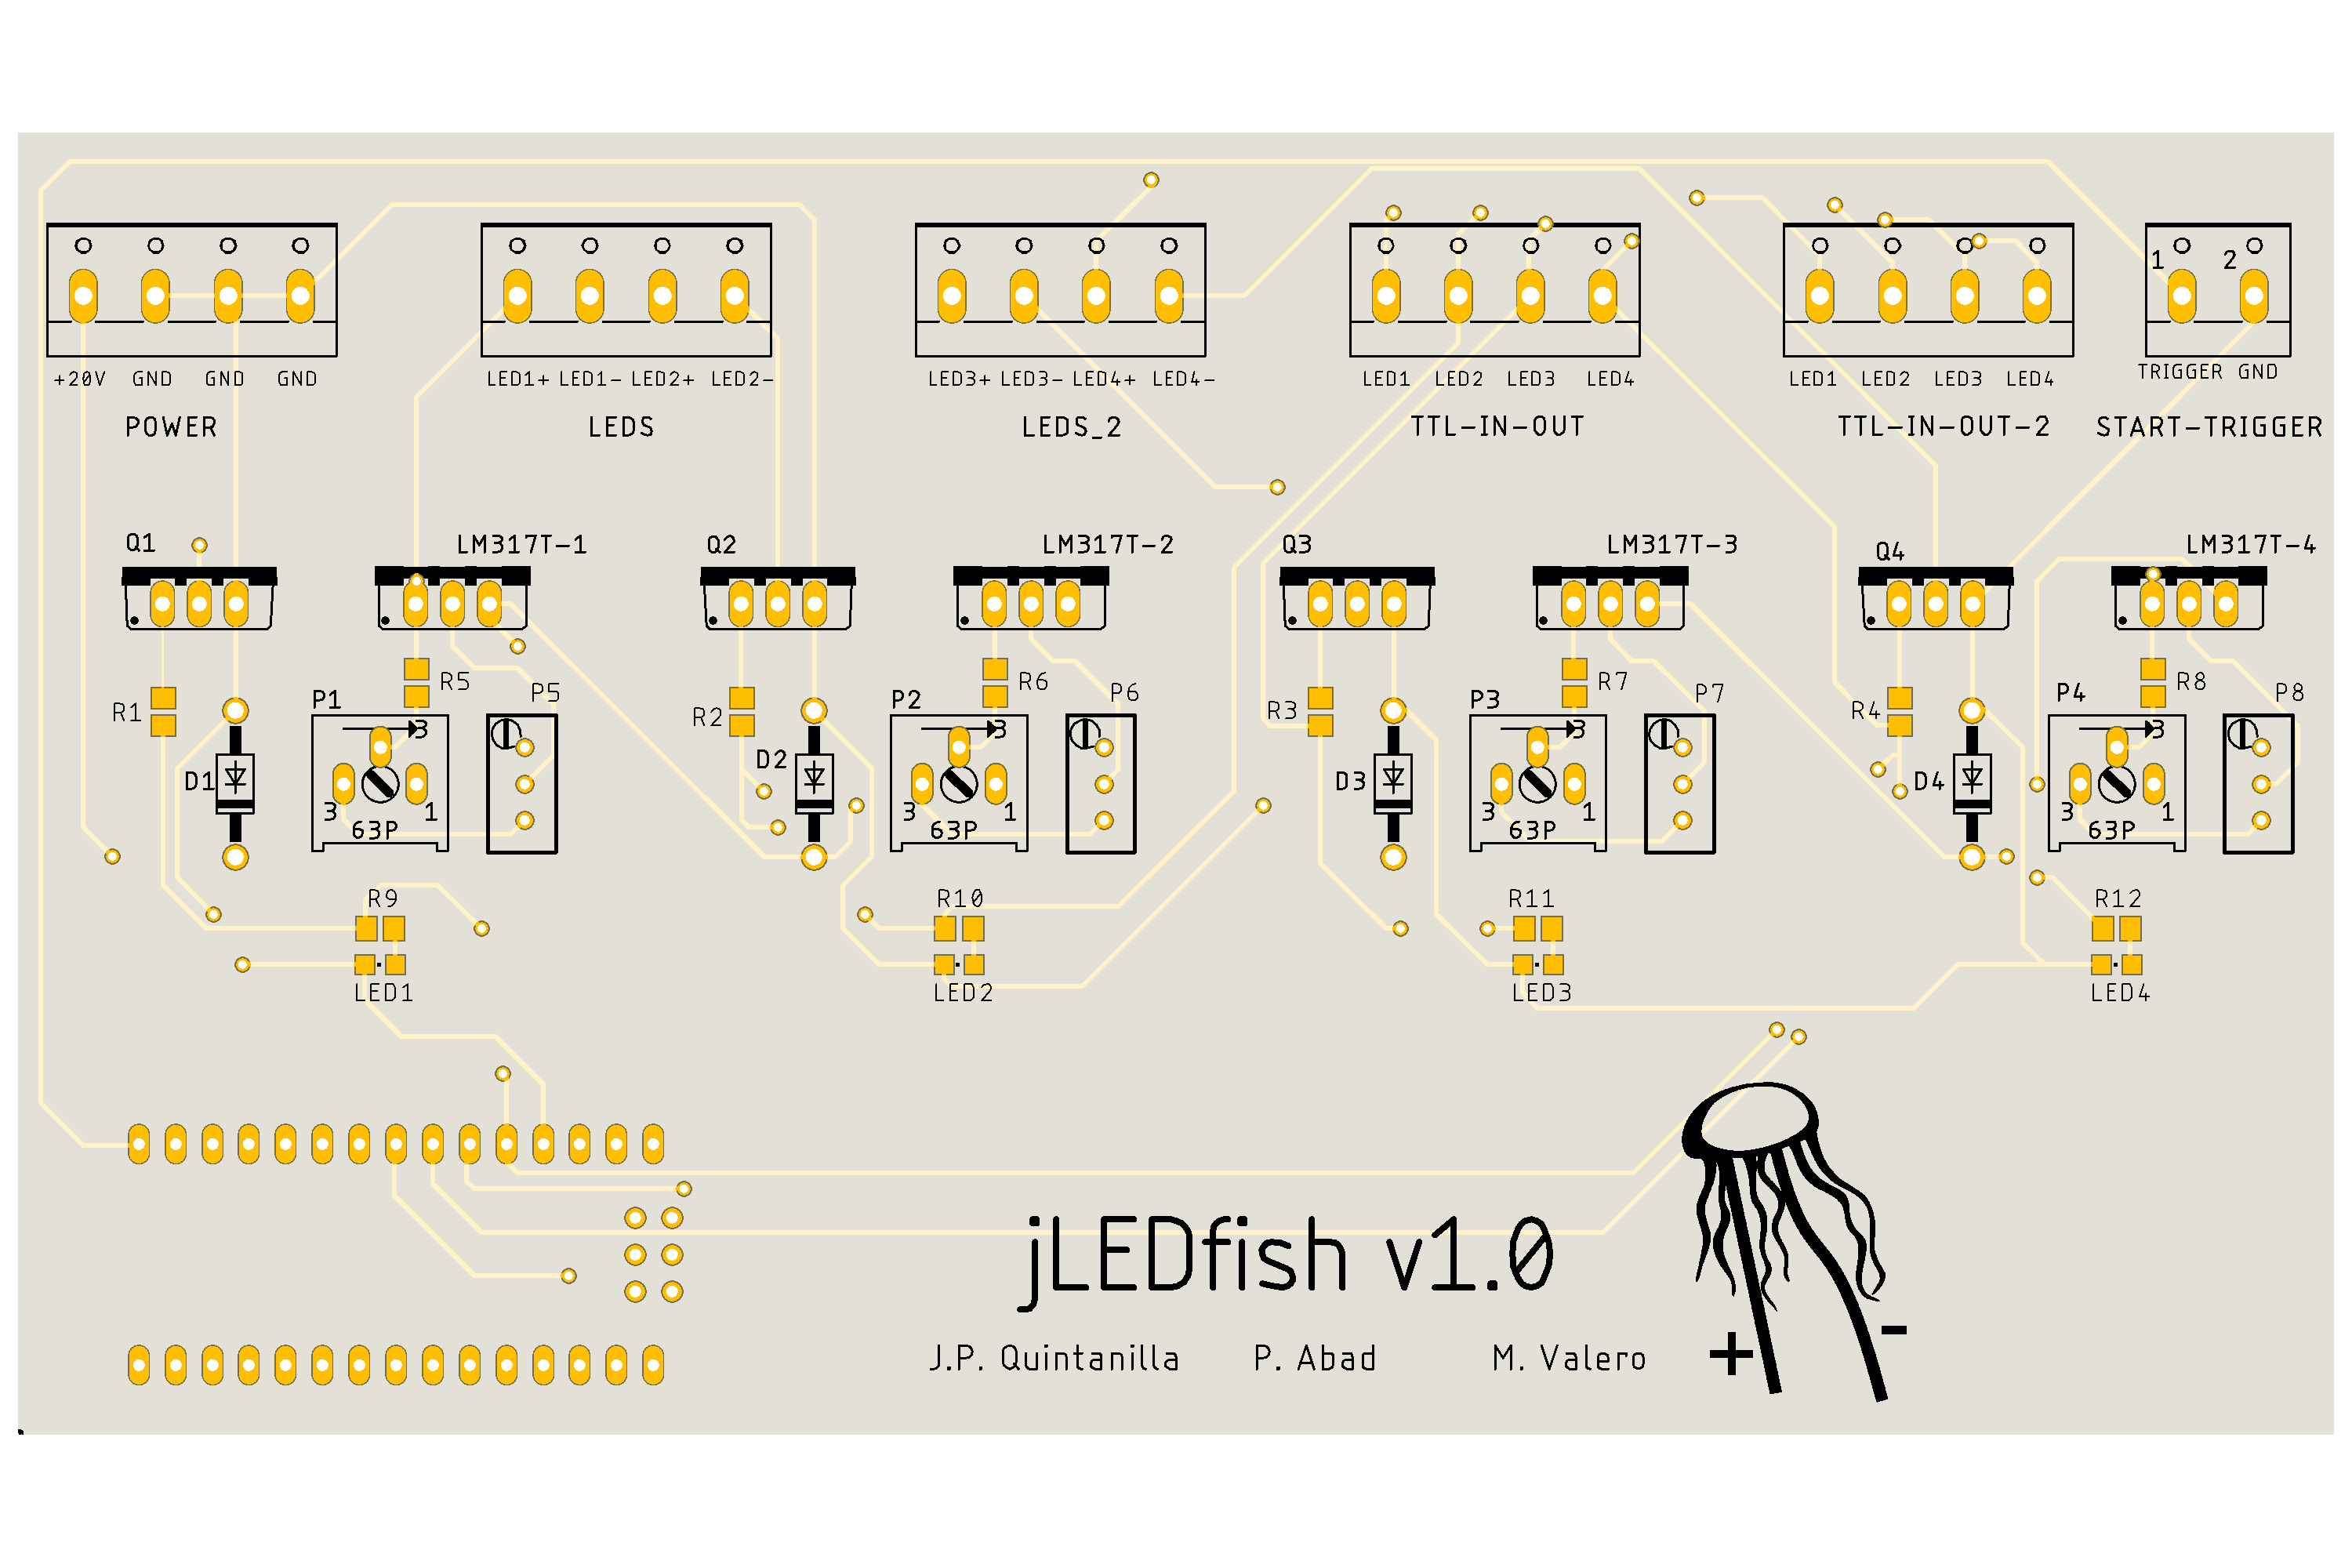 1 2
+20V GND GND GND
LED1+ LED1- LED2+ LED2-
LED3+ LED3- LED4+ LED4-
LED1 LED2 LED3 LED4
LED1 LED2 LED3 LED4
TRIGGER GND
POWER
LEDS
LEDS_2
TTL-IN-OUT
TTL-IN-OUT-2
START-TRIGGER
Q1
LM317T-1
Q2
LM317T-2
Q3
LM317T-3
Q4
LM317T-4
R1
P1
R5
P5
R2
P2
R6
P6
R3
P3
R7
P7
R4
P4
R8
P8
3
3
3
3
D1
D2
D3
D4
3 1
3 1
3 1
3 1
63P
63P
63P
63P
R9
R10
R11
R12
LED1
LED2
LED3
LED4
jLEDfish v1.0
J.P. Quintanilla P. Abad M. Valero
+ -